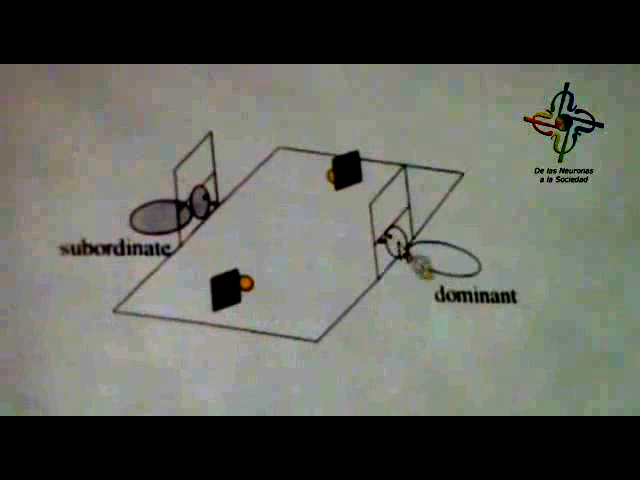 De las Neuronas
a la Sociedad
subordinate
dominant